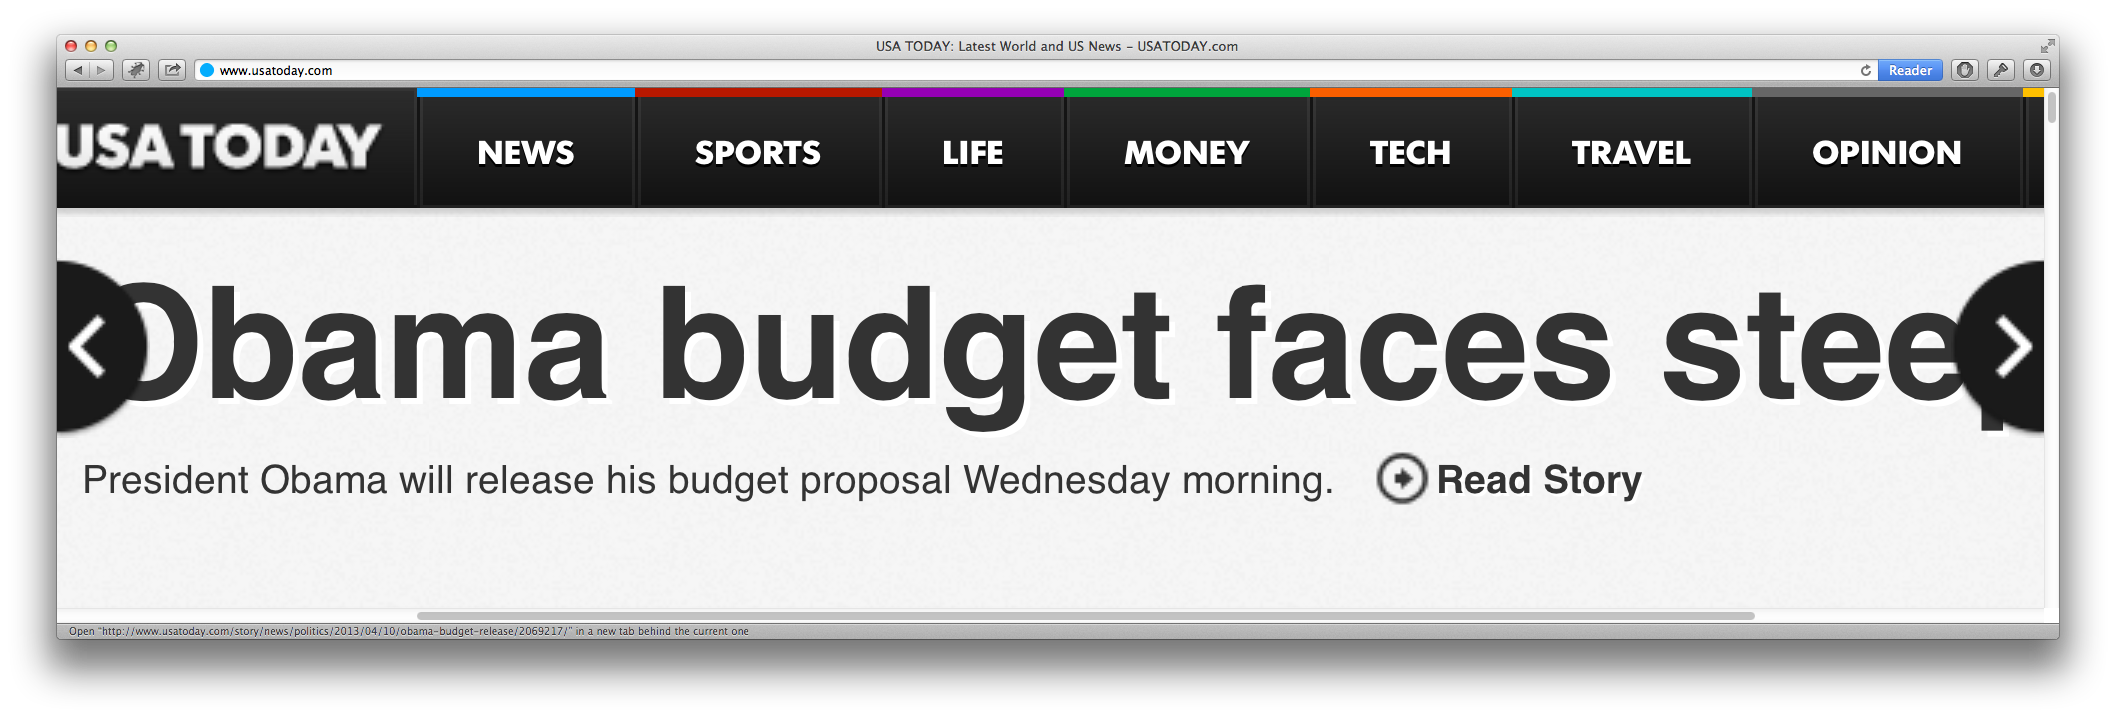 USA TODAY: Latest World and US News – USATODAY.com
www.usatoday.com
Reader
USA TODAY
NEWS
SPORTS
LIFE
MONEY
TECH
TRAVEL
OPINION
Obama budget faces steep
President Obama will release his budget proposal Wednesday morning.
Read Story
Open "http://www.usatoday.com/story/news/politics/2013/04/10/obama-budget-release/2069217/" in a new tab behind the current one